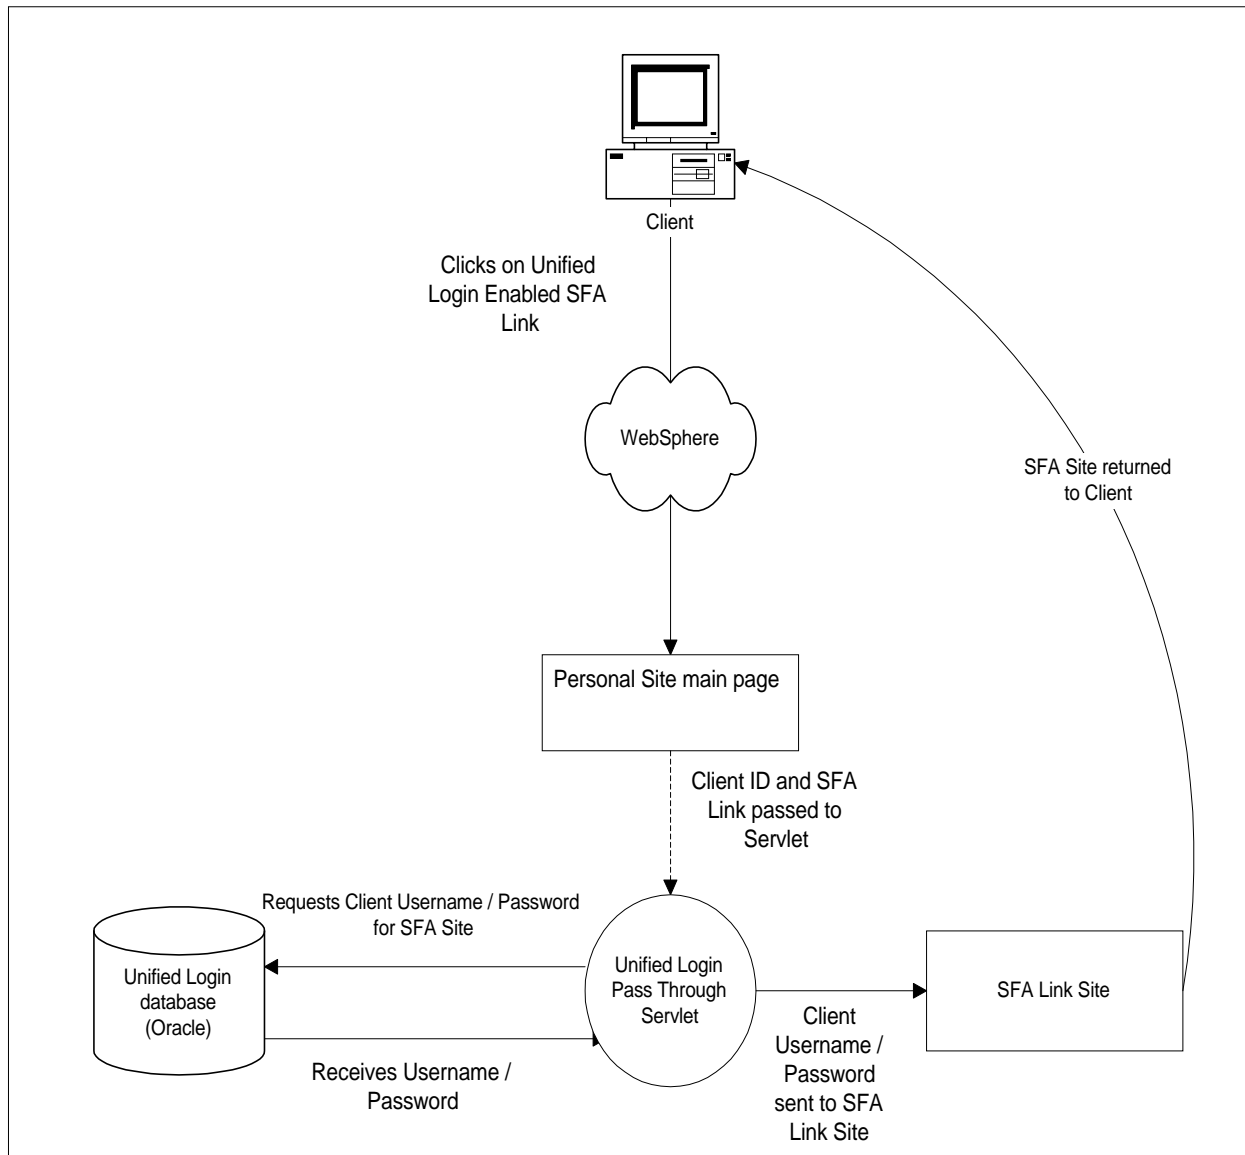 Client
Clicks on Unified
Login Enabled SFA
Link
WebSphere
SFA Site returned
to Client
Personal Site main page
Client ID and SFA
Link passed to
Servlet
Requests Client Username / Password
for SFA Site
Unified Login
database
(Oracle)
Unified Login
Pass Through
Servlet
SFA Link Site
Receives Username /
Password
Client
Username /
Password
sent to SFA
Link Site